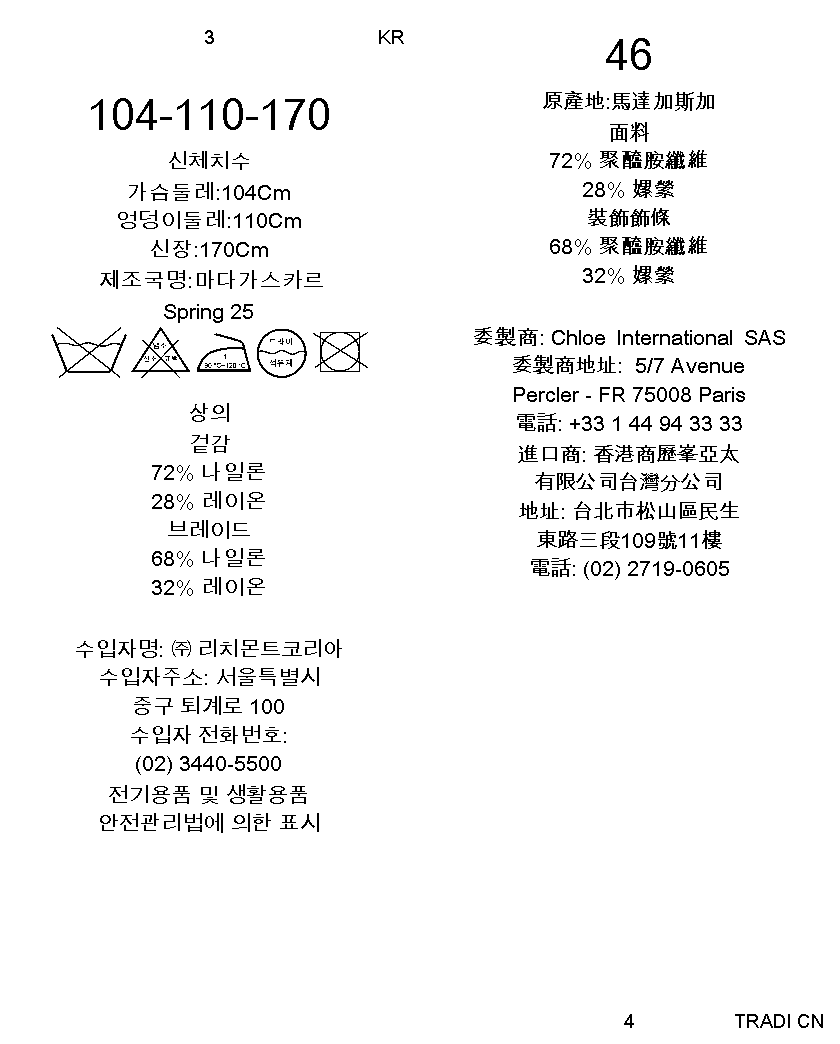 3 KR
104-110-170
신체치수
가슴둘레:104Cm
엉덩이둘레:110Cm
신장:170Cm
제조국명:마다가스카르
Spring 25
염소
산소 표백
1
80 °C~120 °C
드라이
석유계
상의
겉감
72% 나일론
28% 레이온
브레이드
68% 나일론
32% 레이온
수입자명: ㈜ 리치몬트코리아
수입자주소: 서울특별시
중구 퇴계로 100
수입자 전화번호:
(02) 3440-5500
전기용품 및 생활용품
안전관리법에 의한 표시
46
原產地:馬達加斯加
面料
72% 聚醯胺纖維
28% 嫘縈
裝飾飾條
68% 聚醯胺纖維
32% 嫘縈
委製商: Chloe International SAS
委製商地址: 5/7 Avenue
Percler - FR 75008 Paris
電話: +33 1 44 94 33 33
進口商: 香港商歷峯亞太
有限公司台灣分公司
地址: 台北市松山區民生
東路三段109號11樓
電話: (02) 2719-0605
4 TRADI CN